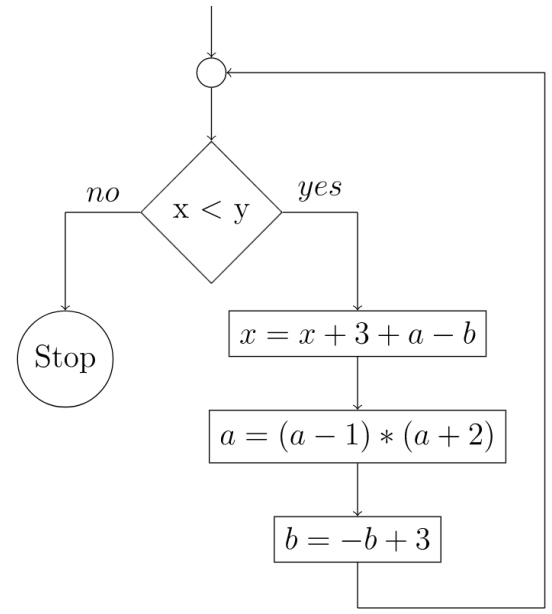 no
yes
x < y
x = x + 3 + a − b
Stop
a = (a − 1) ∗ (a + 2)
b = −b + 3